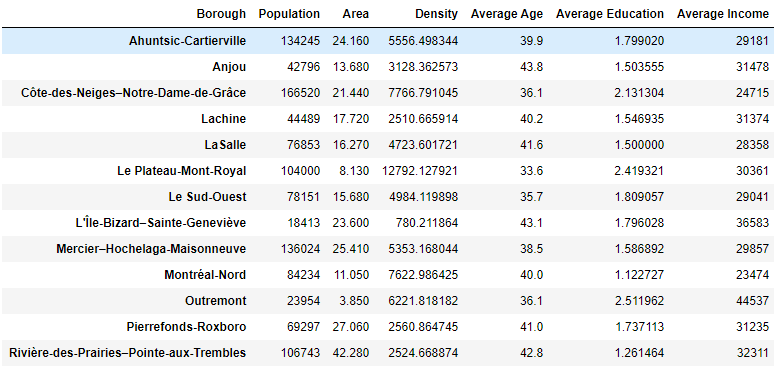 Borough Population Area Density Average Age Average Education Average Income
Ahuntsic-Cartierville 134245 24.160 5556.498344 39.9 1.799020 29181
Anjou 42796 13.680 3128.362573 43.8 1.503555 31478
Côte-des-Neiges–Notre-Dame-de-Grâce 166520 21.440 7766.791045 36.1 2.131304 24715
Lachine 44489 17.720 2510.665914 40.2 1.546935 31374
LaSalle 76853 16.270 4723.601721 41.6 1.500000 28358
Le Plateau-Mont-Royal 104000 8.130 12792.127921 33.6 2.419321 30361
Le Sud-Ouest 78151 15.680 4984.119898 35.7 1.809057 29041
L'Île-Bizard–Sainte-Geneviève 18413 23.600 780.211864 43.1 1.796028 36583
Mercier–Hochelaga-Maisonneuve 136024 25.410 5353.168044 38.5 1.586892 29857
Montréal-Nord 84234 11.050 7622.986425 40.0 1.122727 23474
Outremont 23954 3.850 6221.818182 36.1 2.511962 44537
Pierrefonds-Roxboro 69297 27.060 2560.864745 41.0 1.737113 31235
Rivière-des-Prairies–Pointe-aux-Trembles 106743 42.280 2524.668874 42.8 1.261464 32311